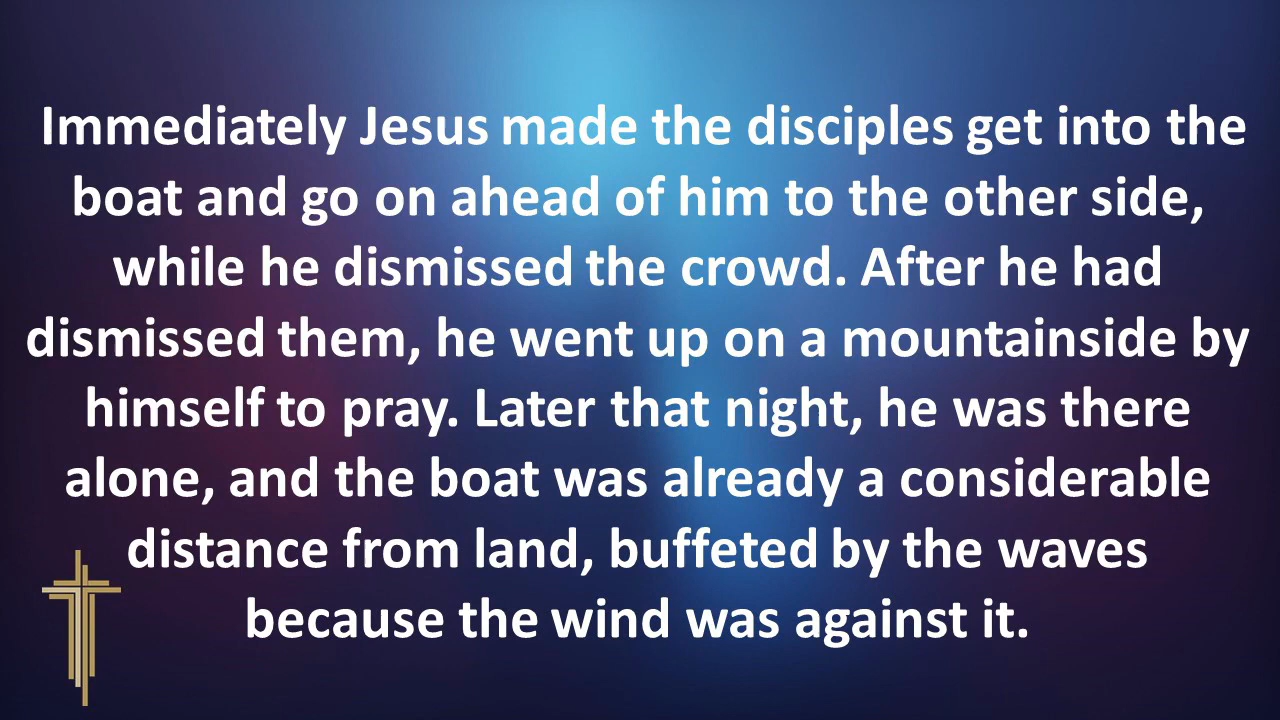 Immediately Jesus made the disciples get into the
boat and go on ahead of him to the other side,
while he dismissed the crowd. After he had
dismissed them, he went up on a mountainside by
himself to pray. Later that night, he was there
alone, and the boat was already a considerable
distance from land, buffeted by the waves
because the wind was against it.